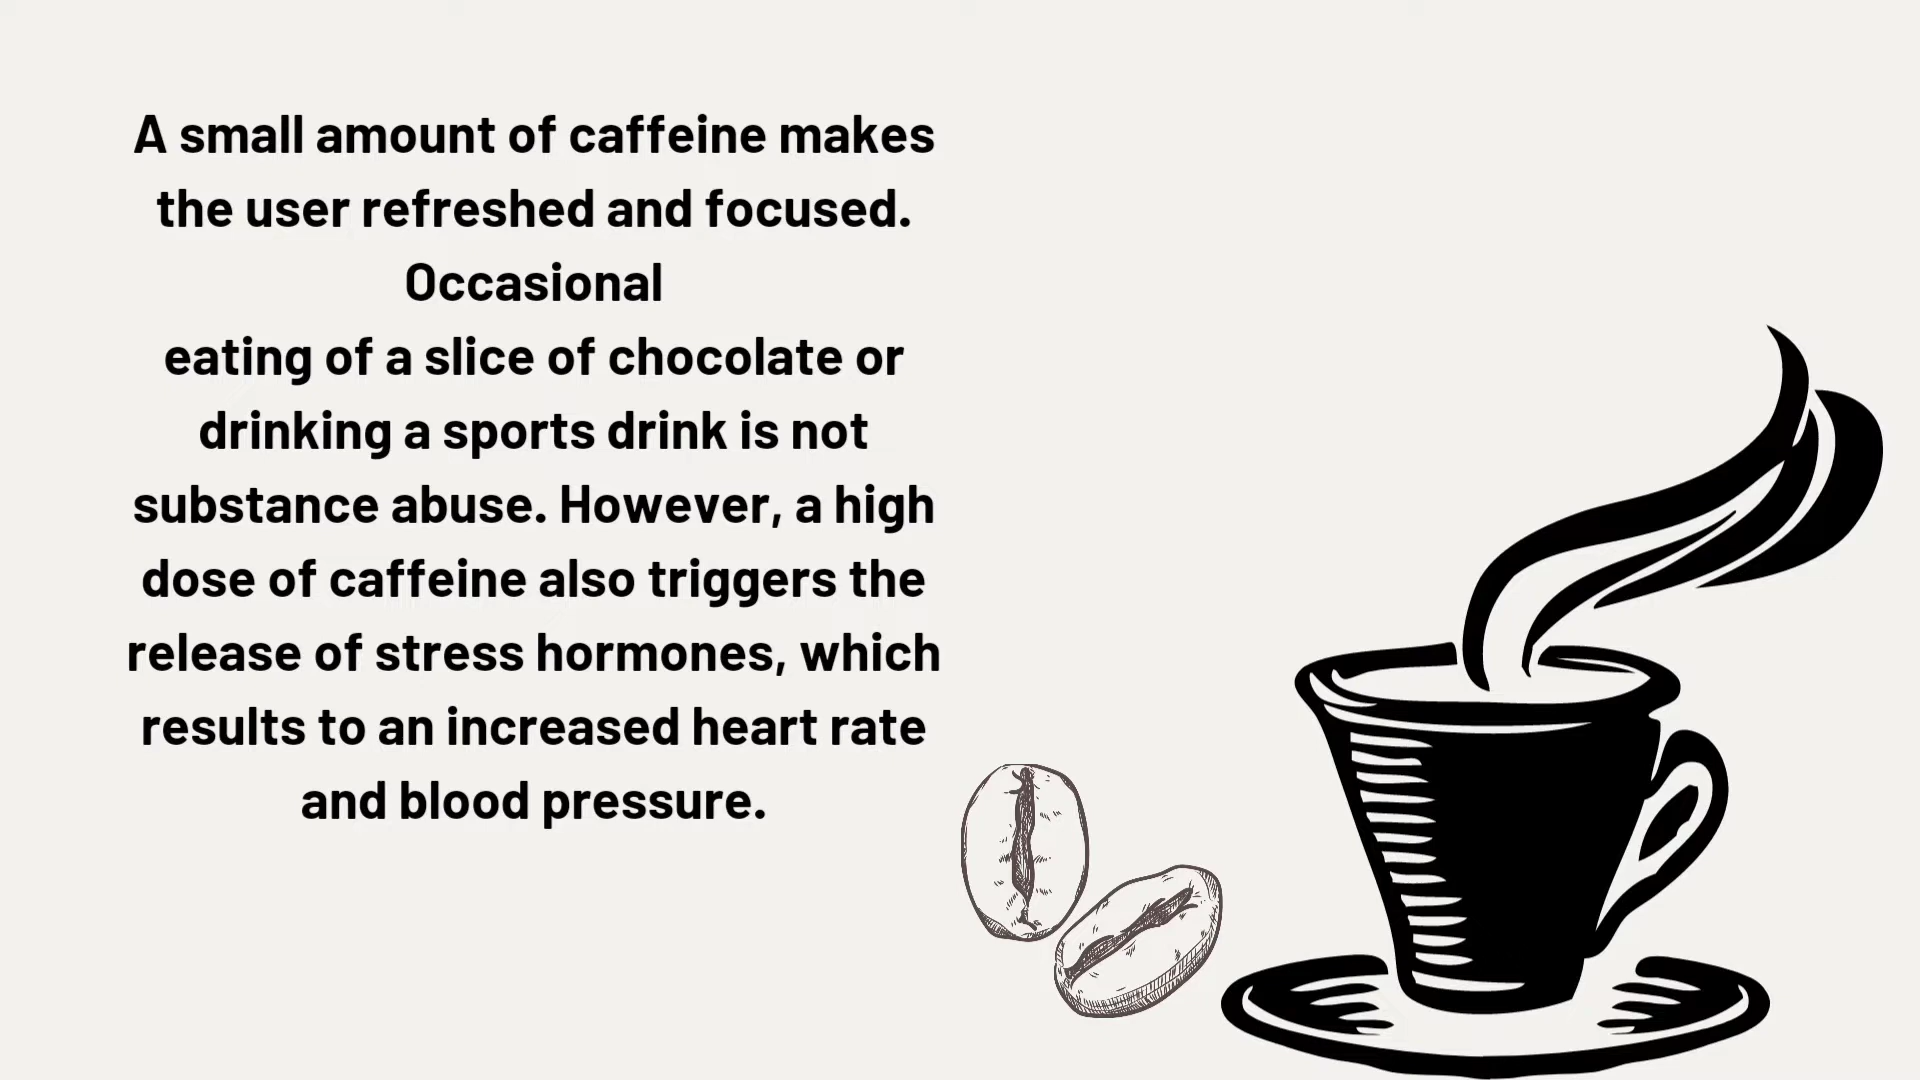 A small amount of caffeine makes
the user refreshed and focused.
Occasional
eating of a slice of chocolate or
drinking a sports drink is not
substance abuse. However, a high
dose of caffeine also triggers the
release of stress hormones, which
results to an increased heart rate
and blood pressure.